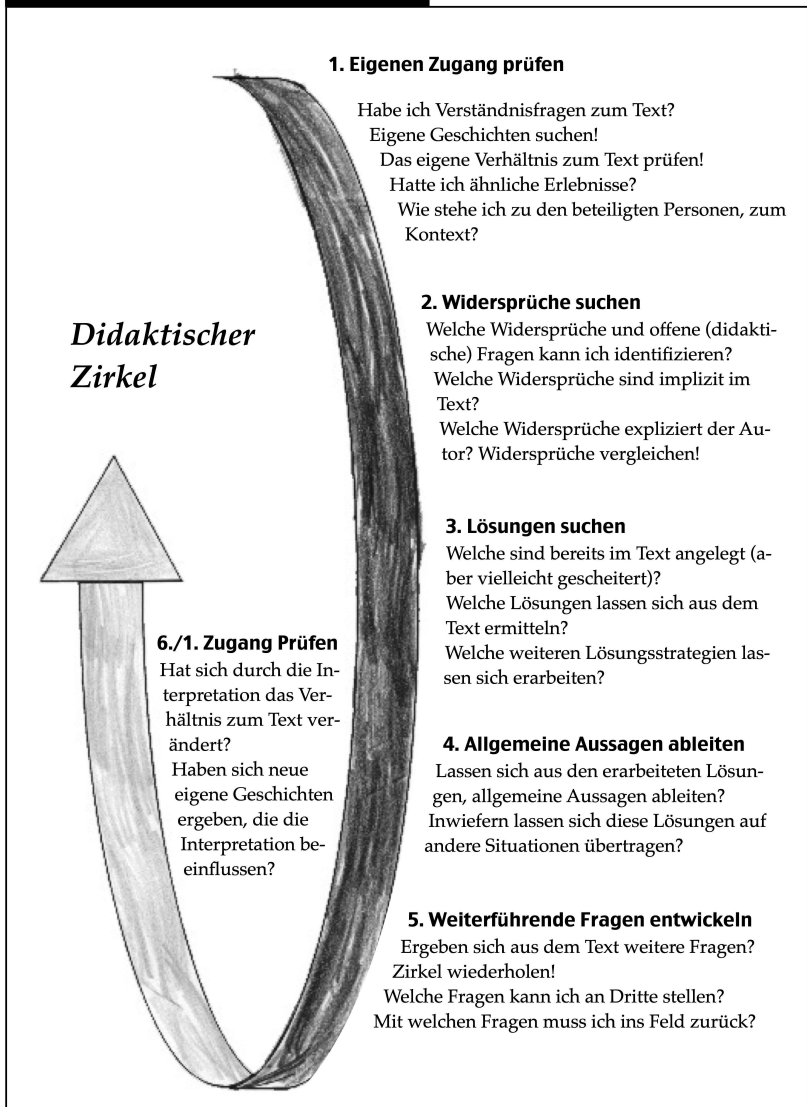 1. Eigenen Zugang prüfen
Habe ich Verständnisfragen zum Text?
Eigene Geschichten suchen!
Das eigene Verhältnis zum Text prüfen!
Hatte ich ähnliche Erlebnisse?
Wie stehe ich zu den beteiligten Personen, zum
Kontext?
Didaktischer
Zirkel
2. Widersprüche suchen
Welche Widersprüche und offene (didakti-
sche) Fragen kann ich identifizieren?
Welche Widersprüche sind implizit im
Text?
Welche Widersprüche expliziert der Au-
tor? Widersprüche vergleichen!
3. Lösungen suchen
Welche sind bereits im Text angelegt (a-
ber vielleicht gescheitert)?
Welche Lösungen lassen sich aus dem
Text ermitteln?
Welche weiteren Lösungsstrategien las-
sen sich erarbeiten?
4. Allgemeine Aussagen ableiten
Lassen sich aus den erarbeiteten Lösun-
gen, allgemeine Aussagen ableiten?
Inwiefern lassen sich diese Lösungen auf
andere Situationen übertragen?
5. Weiterführende Fragen entwickeln
Ergeben sich aus dem Text weitere Fragen?
Zirkel wiederholen!
Welche Fragen kann ich an Dritte stellen?
Mit welchen Fragen muss ich ins Feld zurück?
6./1. Zugang Prüfen
Hat sich durch die In-
terpretation das Ver-
hältnis zum Text ver-
ändert?
Haben sich neue
eigene Geschichten
ergeben, die die
Interpretation be-
einflussen?